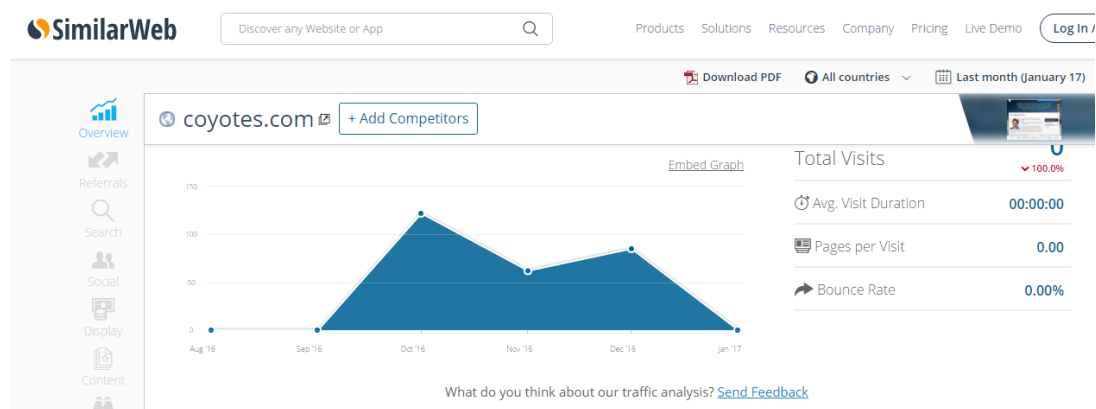 SimilarWeb
Discover any Website or App
Products Solutions Resources Company Pricing Live Demo Log In /
Download PDF All countries Last month (January 17)
coyotes.com + Add Competitors
Overview
Referrals
Search
Social
Display
Content
Embed Graph
150
100
50
0
Aug '16 Sep '16 Oct '16 Nov '16 Dec '16 Jan '17
Total Visits 0
100.0%
Avg. Visit Duration 00:00:00
Pages per Visit 0.00
Bounce Rate 0.00%
What do you think about our traffic analysis? Send Feedback